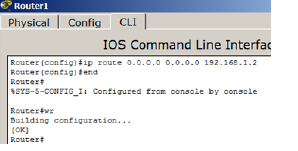 Router1
Physical Config CLI
IOS Command Line Interfac
Router(config)#ip route 0.0.0.0 0.0.0.0 192.168.1.2
Router(config)#end
Router#
%SYS-5-CONFIG_I: Configured from console by console
Router#wr
Building configuration...
[OK]
Router#